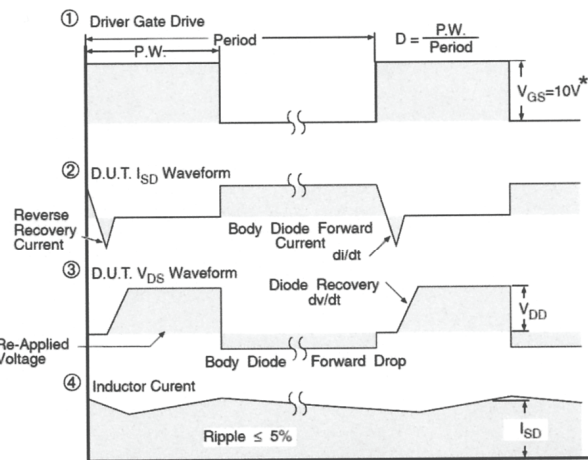 ① Driver Gate Drive
Period
P.W.
D = P.W. / Period
V_GS=10V*
② D.U.T. I_SD Waveform
Reverse
Recovery
Current
Body Diode Forward
Current
di/dt
③ D.U.T. V_DS Waveform
Diode Recovery
dv/dt
V_DD
Re-Applied
Voltage
Body Diode Forward Drop
④ Inductor Curent
Ripple ≤ 5%
I_SD